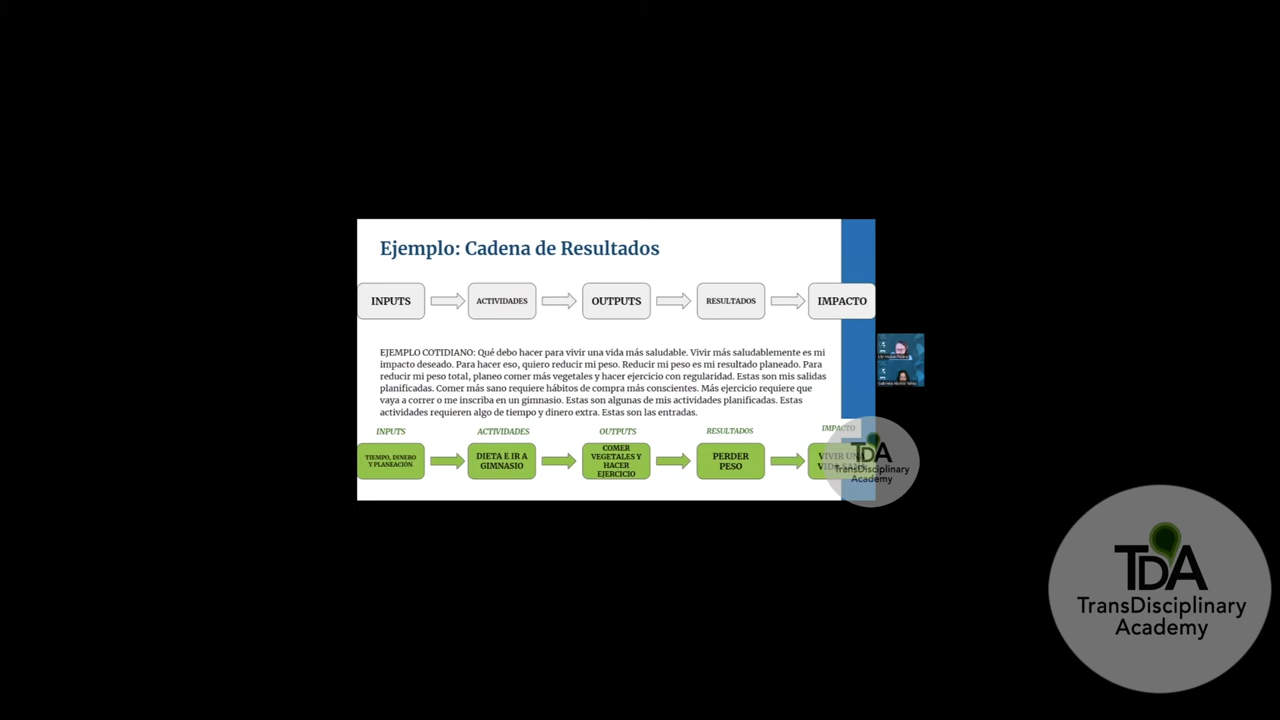 Ejemplo: Cadena de Resultados
INPUTS
ACTIVIDADES
OUTPUTS
RESULTADOS
IMPACTO
EJEMPLO COTIDIANO: Qué debo hacer para vivir una vida más saludable. Vivir más saludablemente es mi
impacto deseado. Para hacer eso, quiero reducir mi peso. Reducir mi peso es mi resultado planeado. Para
reducir mi peso total, planeo comer más vegetales y hacer ejercicio con regularidad. Estas son mis salidas
planificadas. Comer más sano requiere hábitos de compra más conscientes. Más ejercicio requiere que
vaya a correr o me inscriba en un gimnasio. Estas son algunas de mis actividades planificadas. Estas
actividades requieren algo de tiempo y dinero extra. Estas son las entradas.
INPUTS
ACTIVIDADES
OUTPUTS
RESULTADOS
IMPACTO
TIEMPO, DINERO
Y PLANEACIÓN
DIETA E IR A
GIMNASIO
COMER
VEGETALES Y
HACER
EJERCICIO
PERDER
PESO
VIVIR UNA
VIDA
TDA
TransDisciplinary
Academy
TDA
TransDisciplinary
Academy